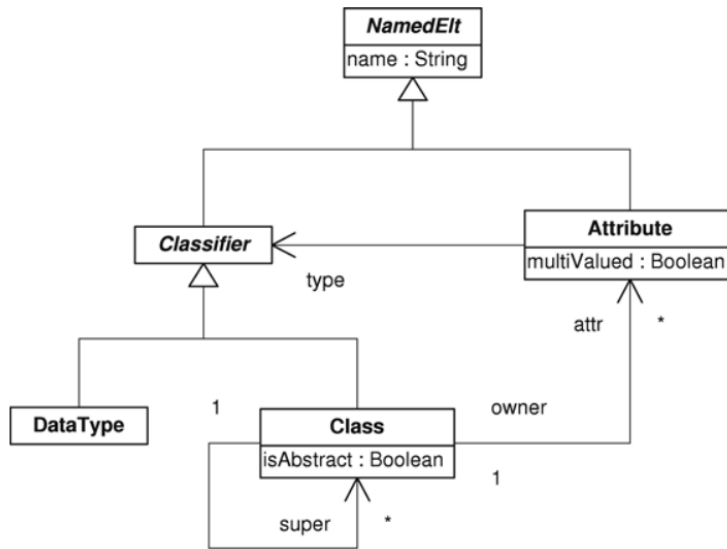 NamedElt
name : String
Classifier
Attribute
multiValued : Boolean
type
attr *
DataType
1
Class
isAbstract : Boolean
owner
1
super *